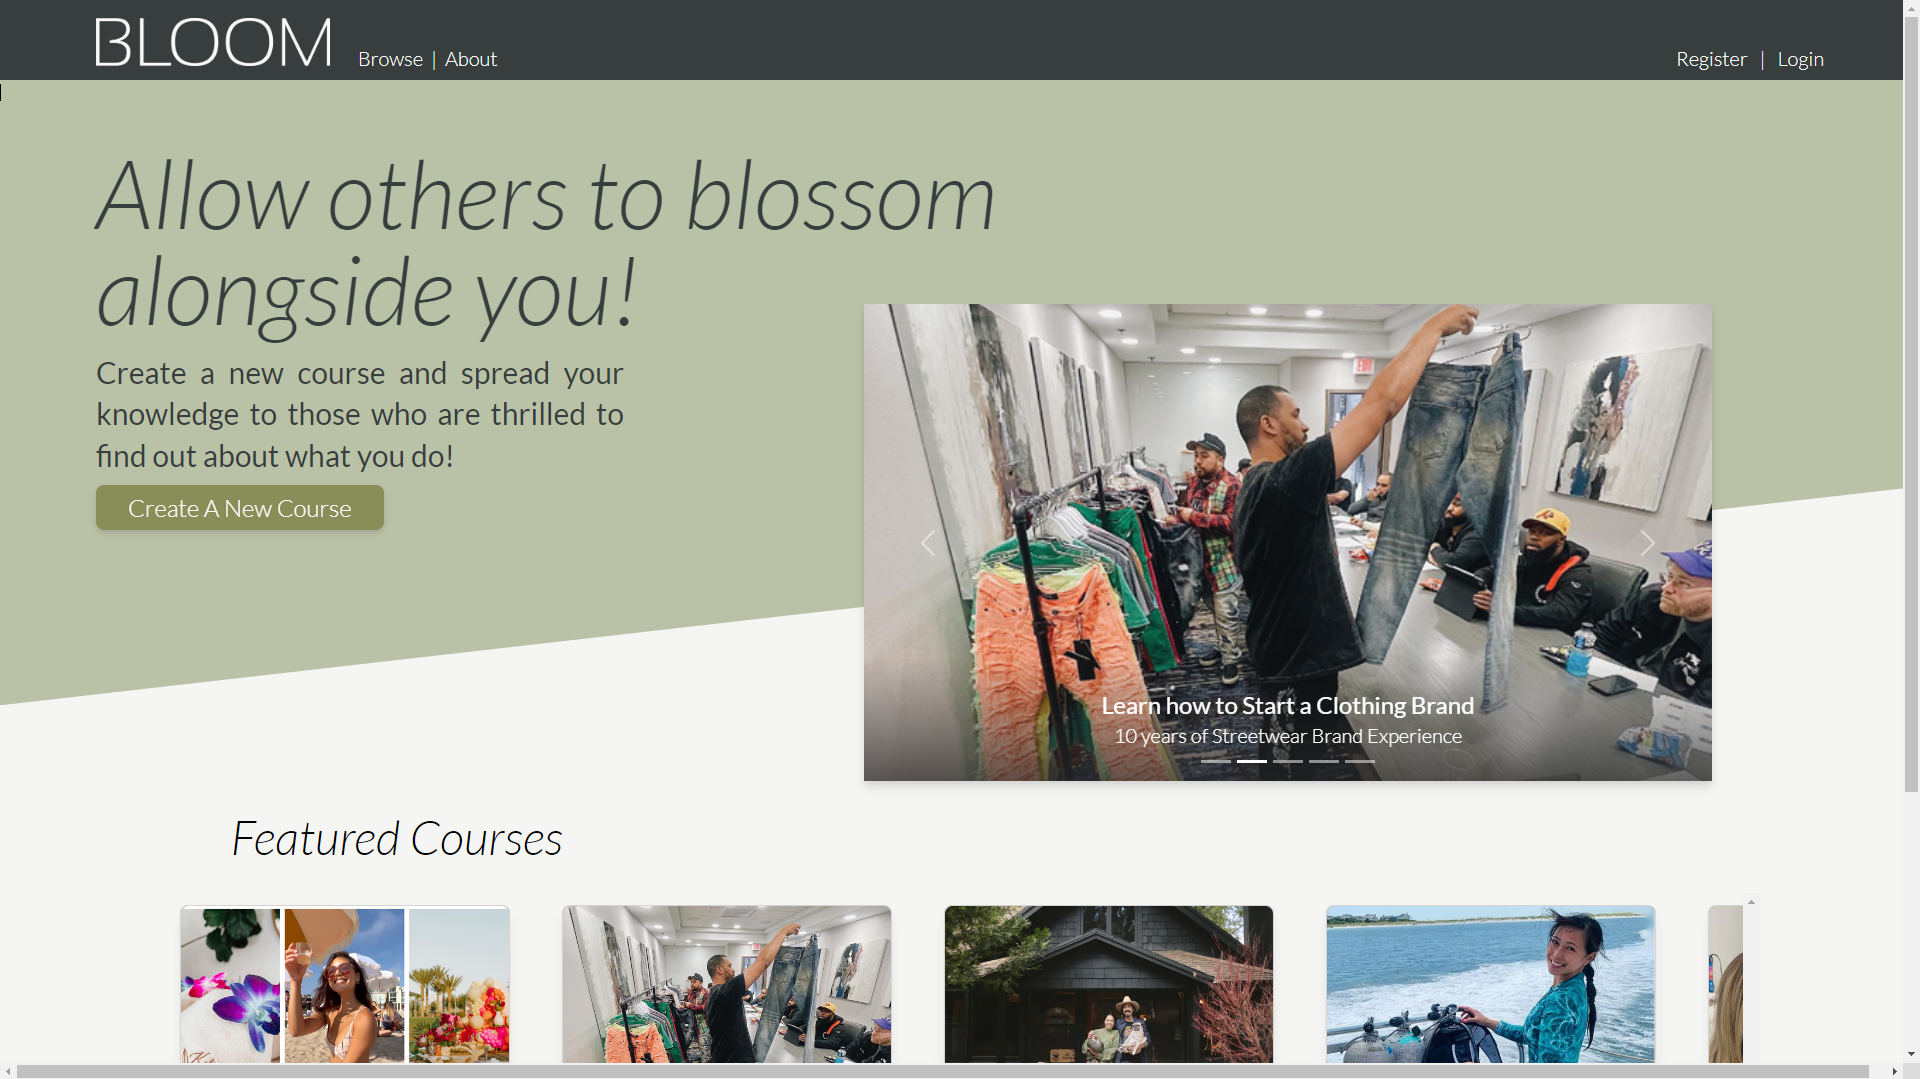 BLOOM
Browse | About
Register | Login
Allow others to blossom
alongside you!
Create a new course and spread your
knowledge to those who are thrilled to
find out about what you do!
Create A New Course
EXIT
Learn how to Start a Clothing Brand
10 years of Streetwear Brand Experience
Featured Courses